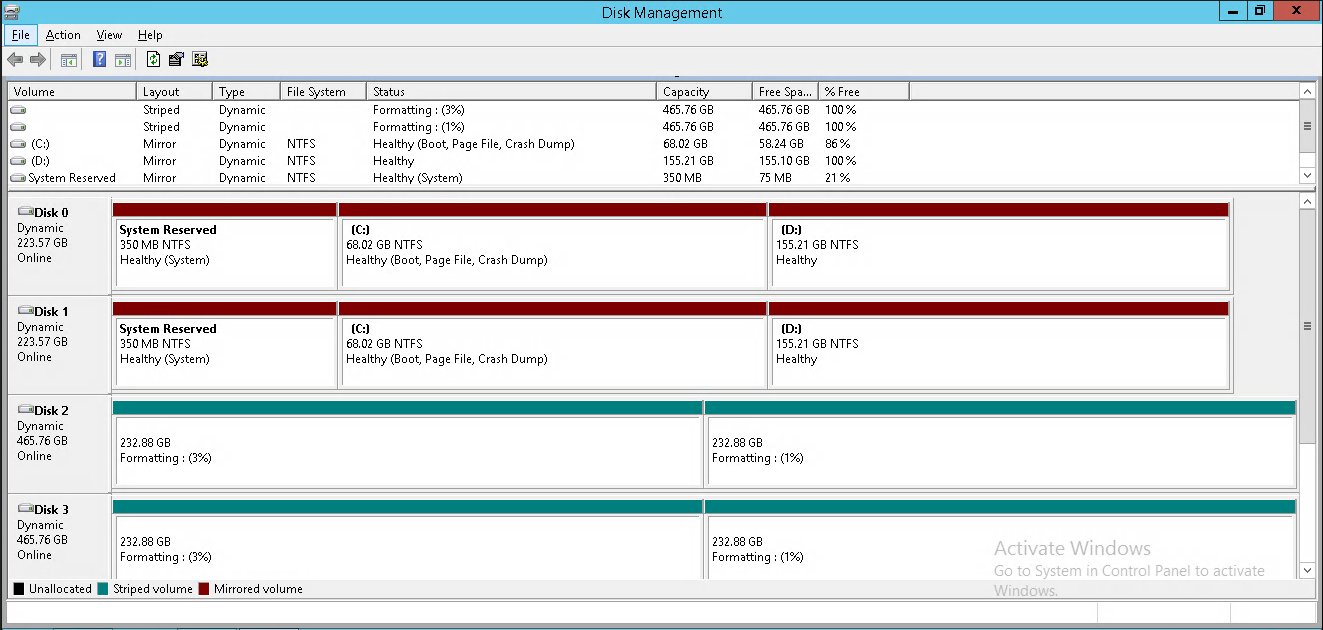 Disk Management
File Action View Help
Volume Layout Type File System Status Capacity Free Spa... % Free
Striped Dynamic Formatting : (3%) 465.76 GB 465.76 GB 100 %
Striped Dynamic Formatting : (1%) 465.76 GB 465.76 GB 100 %
(C:) Mirror Dynamic NTFS Healthy (Boot, Page File, Crash Dump) 68.02 GB 58.24 GB 86 %
(D:) Mirror Dynamic NTFS Healthy 155.21 GB 155.10 GB 100 %
System Reserved Mirror Dynamic NTFS Healthy (System) 350 MB 75 MB 21 %
Disk 0
Dynamic
223.57 GB
Online
System Reserved
350 MB NTFS
Healthy (System)
(C:)
68.02 GB NTFS
Healthy (Boot, Page File, Crash Dump)
(D:)
155.21 GB NTFS
Healthy
Disk 1
Dynamic
223.57 GB
Online
System Reserved
350 MB NTFS
Healthy (System)
(C:)
68.02 GB NTFS
Healthy (Boot, Page File, Crash Dump)
(D:)
155.21 GB NTFS
Healthy
Disk 2
Dynamic
465.76 GB
Online
232.88 GB
Formatting : (3%)
232.88 GB
Formatting : (1%)
Disk 3
Dynamic
465.76 GB
Online
232.88 GB
Formatting : (3%)
232.88 GB
Formatting : (1%)
Activate Windows
Go to System in Control Panel to activate
Windows.
Unallocated Striped volume Mirrored volume